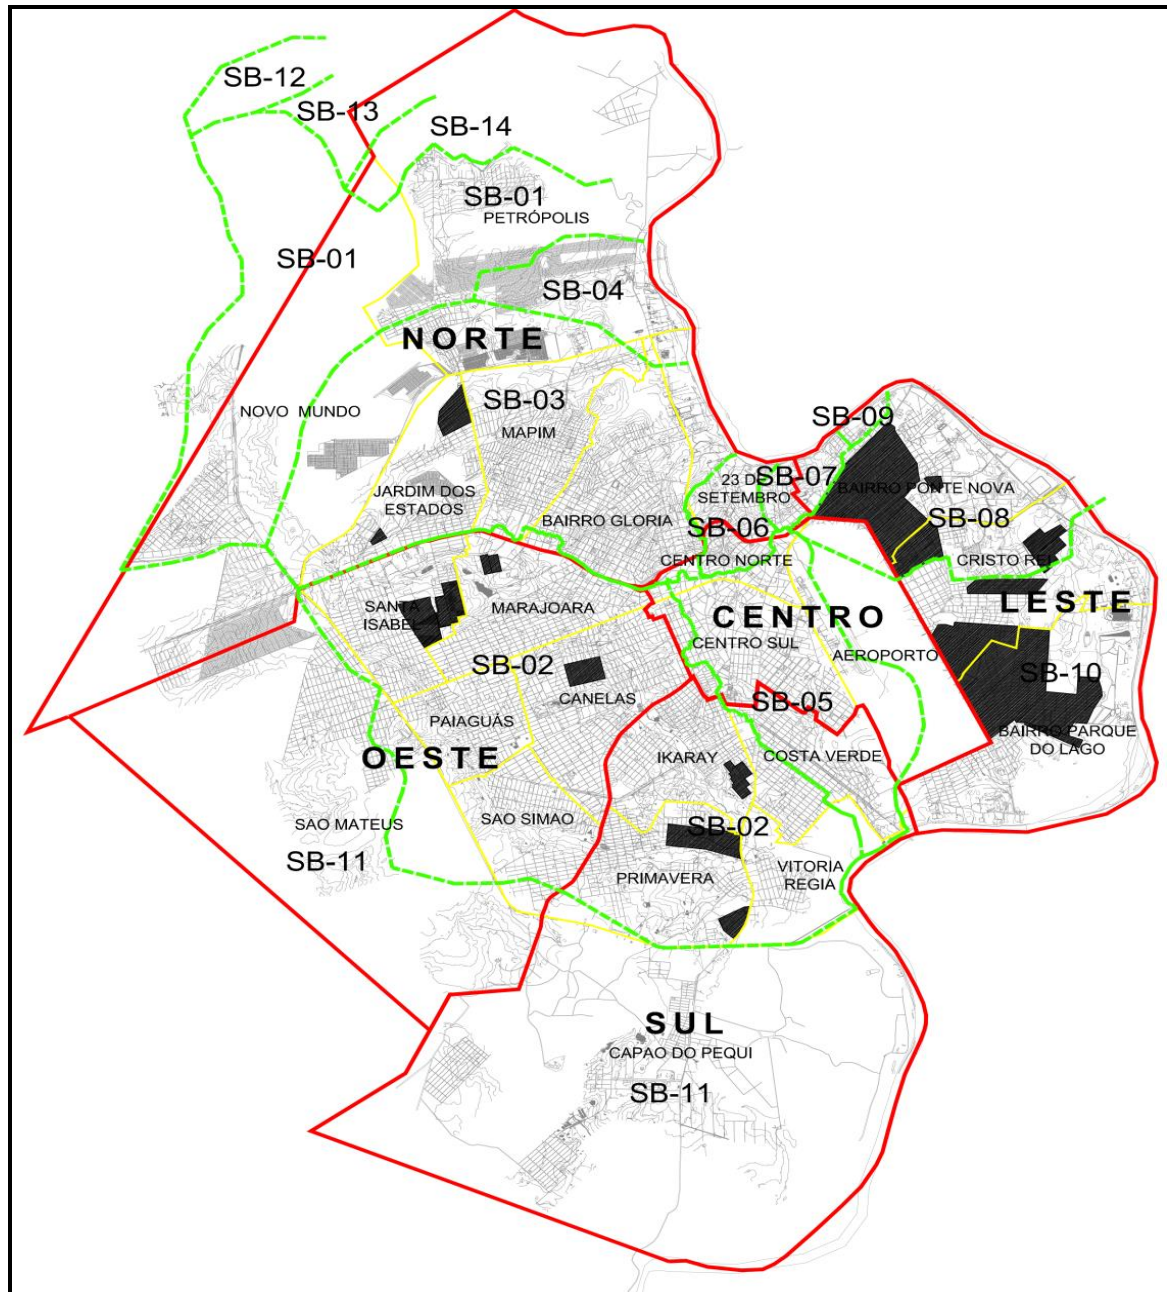 SB-12
SB-13
SB-14
SB-01
PETRÓPOLIS
SB-01
SB-04
NORTE
SB-03
NOVO MUNDO
MAPIM
SB-09
SB-07
23 DE
SETEMBRO
BAIRRO PONTE NOVA
JARDIM DOS
ESTADOS
BAIRRO GLORIA
SB-06
SB-08
CENTRO NORTE
CRISTO REI
SANTA
ISABEL
MARAJOARA
CENTRO
LESTE
CENTRO SUL
AEROPORTO
SB-02
CANELAS
SB-05
SB-10
PAIAGUÁS
BAIRRO PARQUE
DO LAGO
OESTE
IKARAY
COSTA VERDE
SAO MATEUS
SAO SIMAO
SB-02
SB-11
PRIMAVERA
VITORIA
REGIA
SUL
CAPAO DO PEQUI
SB-11